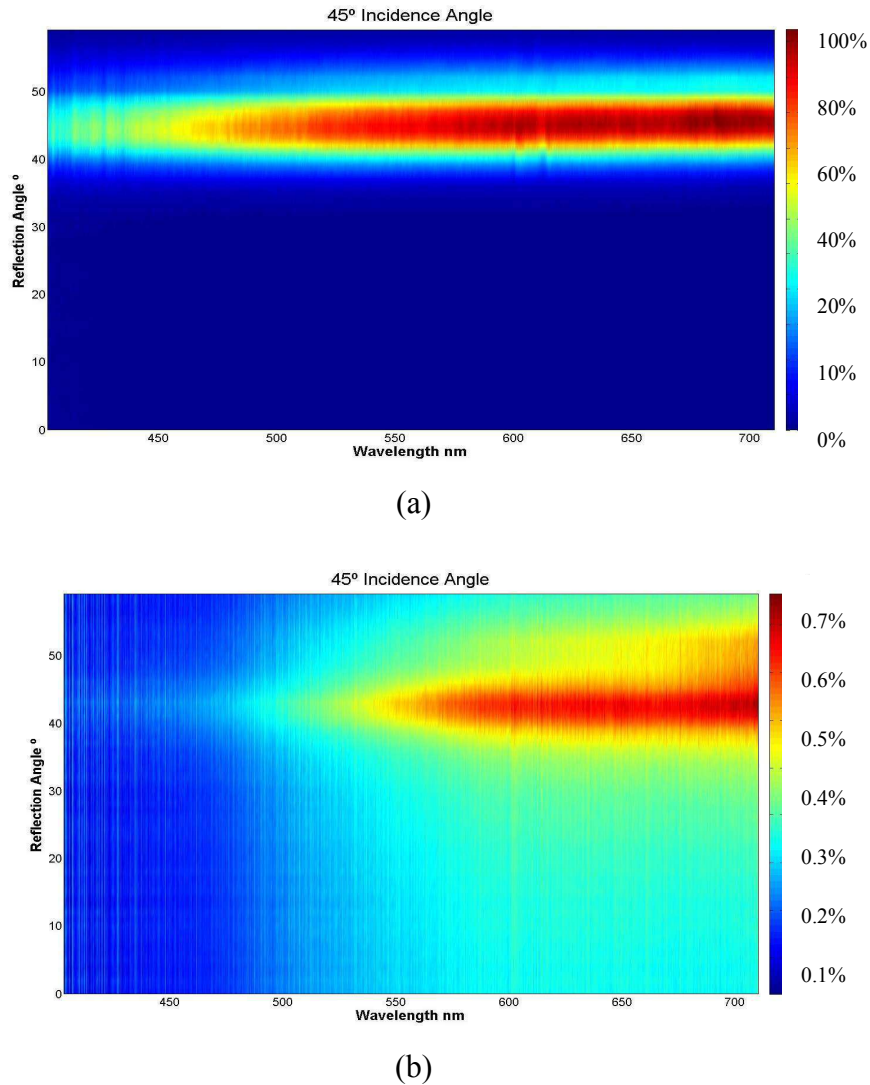 45º Incidence Angle
100%
80%
60%
40%
20%
10%
0%
50
40
30
20
10
0
Reflection Angle º
450 500 550 600 650 700
Wavelength nm
(a)
45º Incidence Angle
0.7%
0.6%
0.5%
0.4%
0.3%
0.2%
0.1%
50
40
30
20
10
0
Reflection Angle º
450 500 550 600 650 700
Wavelength nm
(b)